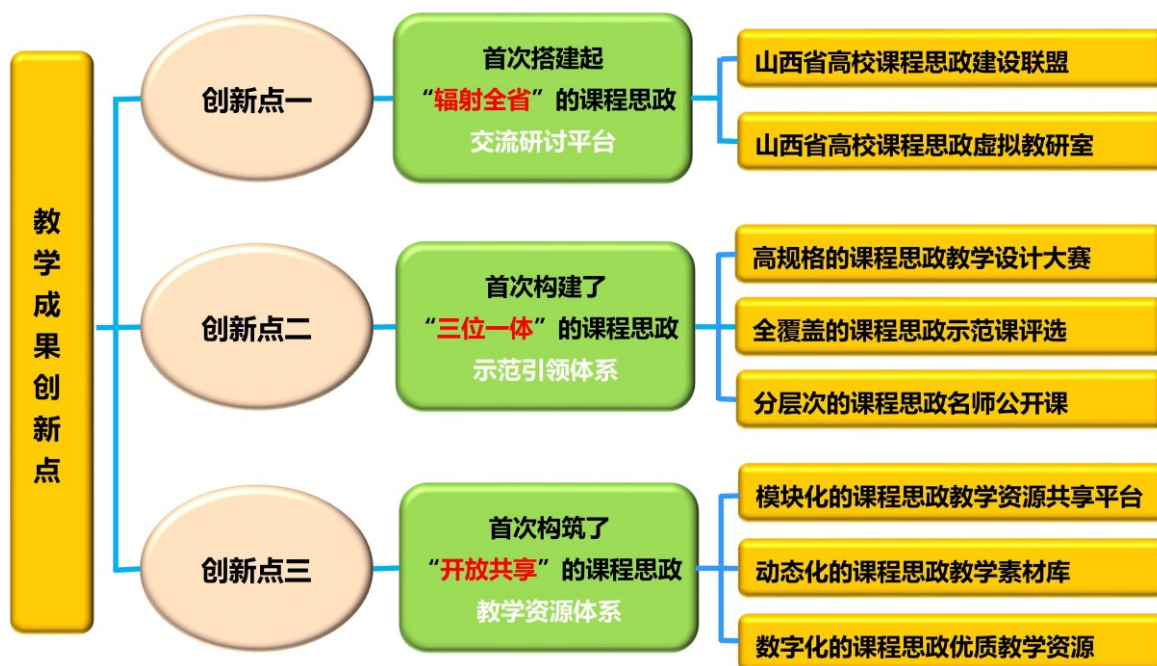 教学成果创新点
创新点一
首次搭建起
“辐射全省”的课程思政
交流研讨平台
山西省高校课程思政建设联盟
山西省高校课程思政虚拟教研室
创新点二
首次构建了
“三位一体”的课程思政
示范引领体系
高规格的课程思政教学设计大赛
全覆盖的课程思政示范课评选
分层次的课程思政名师公开课
创新点三
首次构筑了
“开放共享”的课程思政
教学资源体系
模块化的课程思政教学资源共享平台
动态化的课程思政教学素材库
数字化的课程思政优质教学资源